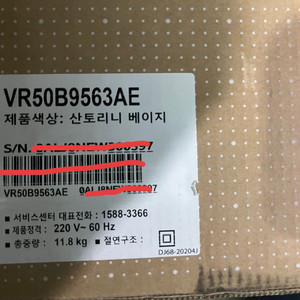 VR50B9563AE
제품색상: 산토리니 베이지
S/N.
VR50B9563AE
• 서비스센터 대표전화 : 1588-3366
• 제품정격 : 220 V~ 60 Hz
• 총중량 : 11.8 kg • 절연구조 :
DJ68-20204J